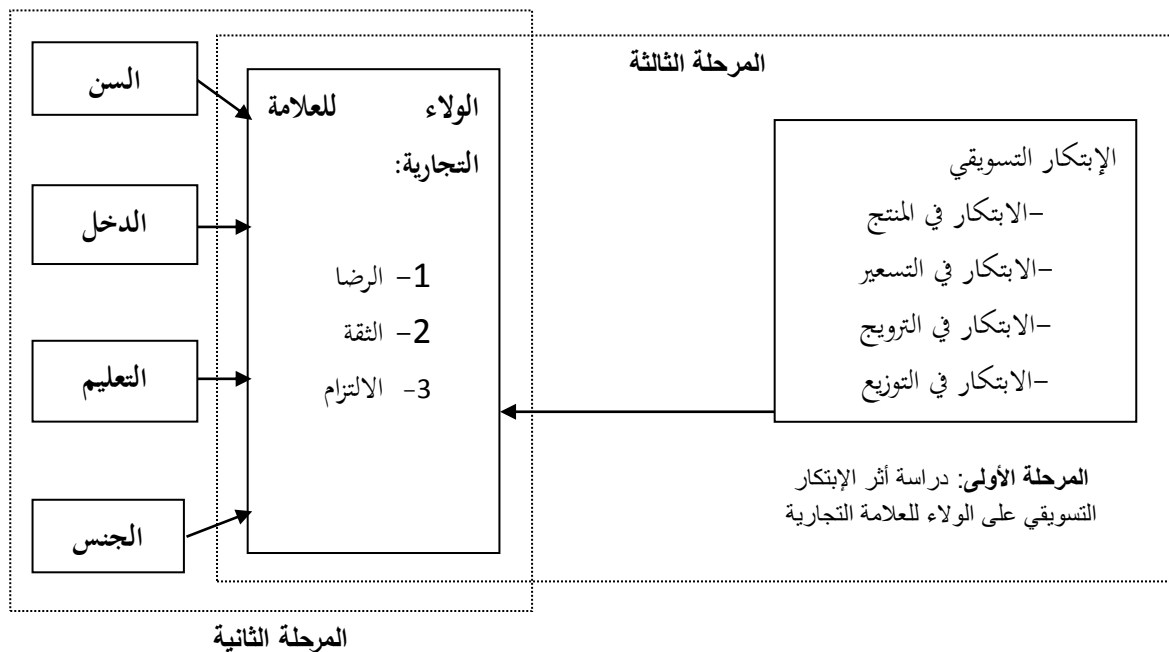 المرحلة الثالثة
الإبتكار التسويقي
-الابتكار في المنتج
-الابتكار في التسعير
-الابتكار في الترويج
-الابتكار في التوزيع
المرحلة الأولى: دراسة أثر الإبتكار
التسويقي على الولاء للعلامة التجارية
الولاء للعلامة
التجارية:
1- الرضا
2- الثقة
3- الالتزام
السن
الدخل
التعليم
الجنس
المرحلة الثانية